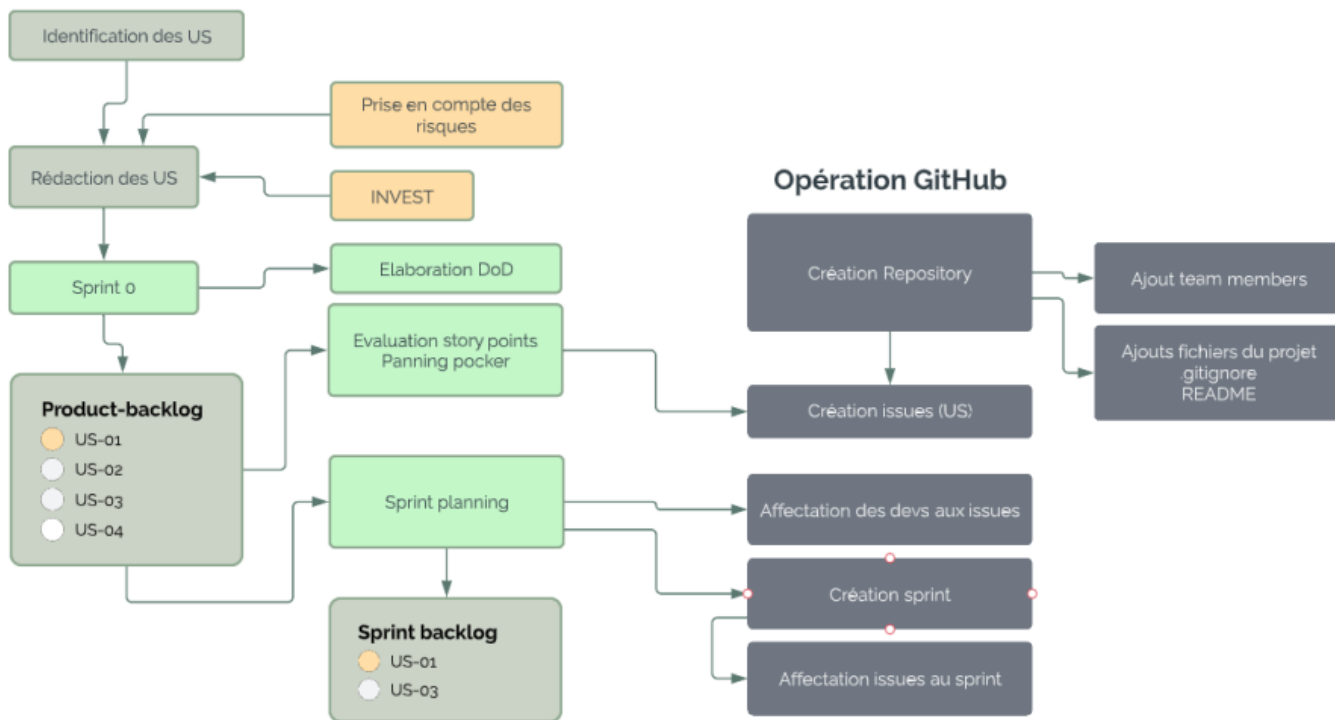 Identification des US
Prise en compte des
risques
Rédaction des US
INVEST
Opération GitHub
Sprint 0
Elaboration DoD
Création Repository
Ajout team members
Evaluation story points
Panning pocker
Ajouts fichiers du projet
.gitignore
README
Product-backlog
US-01
US-02
US-03
US-04
Création issues (US)
Sprint planning
Affectation des devs aux issues
Création sprint
Sprint backlog
US-01
US-03
Affectation issues au sprint